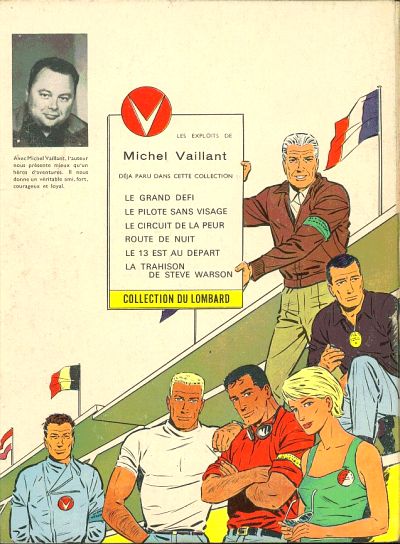 V
LES EXPLOITS DE
Michel Vaillant
DÉJA PARU DANS CETTE COLLECTION :
LE GRAND DEFI
LE PILOTE SANS VISAGE
LE CIRCUIT DE LA PEUR
ROUTE DE NUIT
LE 13 EST AU DEPART
LA TRAHISON
DE STEVE WARSON
COLLECTION DU LOMBARD
Avec Michel Vaillant, l'auteur
nous présente mieux qu'un
héros d'aventures. Il nous
donne un véritable ami, fort,
courageux et loyal.
V